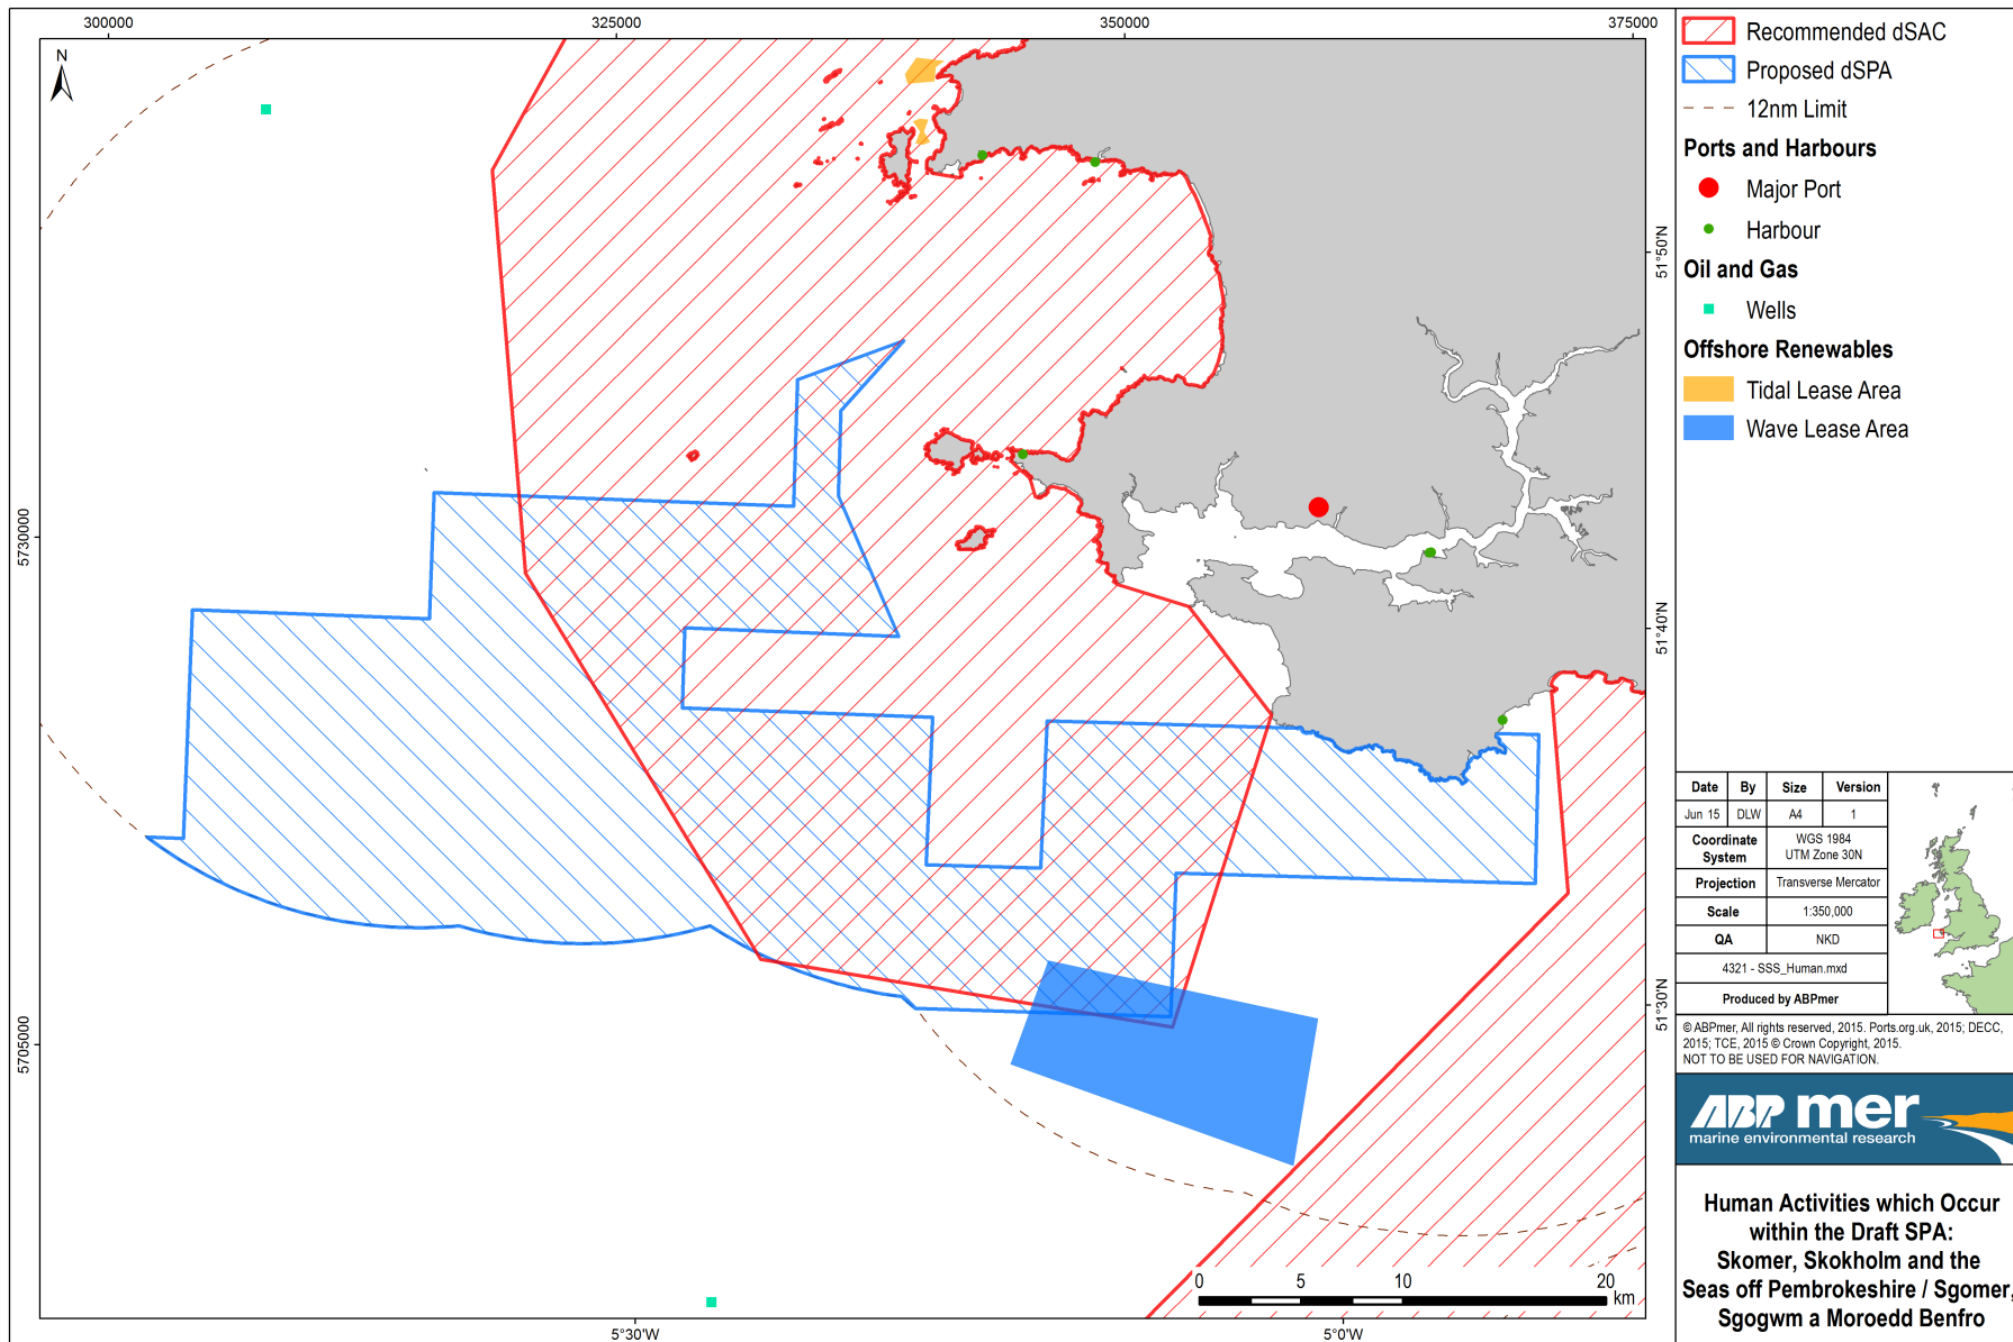 300000
325000
350000
375000
N
51°50'N
51°40'N
51°30'N
5730000
5705000
5°30'W
5°0'W
0
5
10
20
km
Recommended dSAC
Proposed dSPA
12nm Limit
Ports and Harbours
Major Port
Harbour
Oil and Gas
Wells
Offshore Renewables
Tidal Lease Area
Wave Lease Area
Date By Size Version
Jun 15 DLW A4 1
Coordinate System WGS 1984 UTM Zone 30N
Projection Transverse Mercator
Scale 1:350,000
QA NKD
4321 - SSS_Human.mxd
Produced by ABPmer
© ABPmer, All rights reserved, 2015. Ports.org.uk, 2015; DECC,
2015; TCE, 2015 © Crown Copyright, 2015.
NOT TO BE USED FOR NAVIGATION.
ABP mer
marine environmental research
Human Activities which Occur
within the Draft SPA:
Skomer, Skokholm and the
Seas off Pembrokeshire / Sgomer,
Sgogwm a Moroedd Benfro